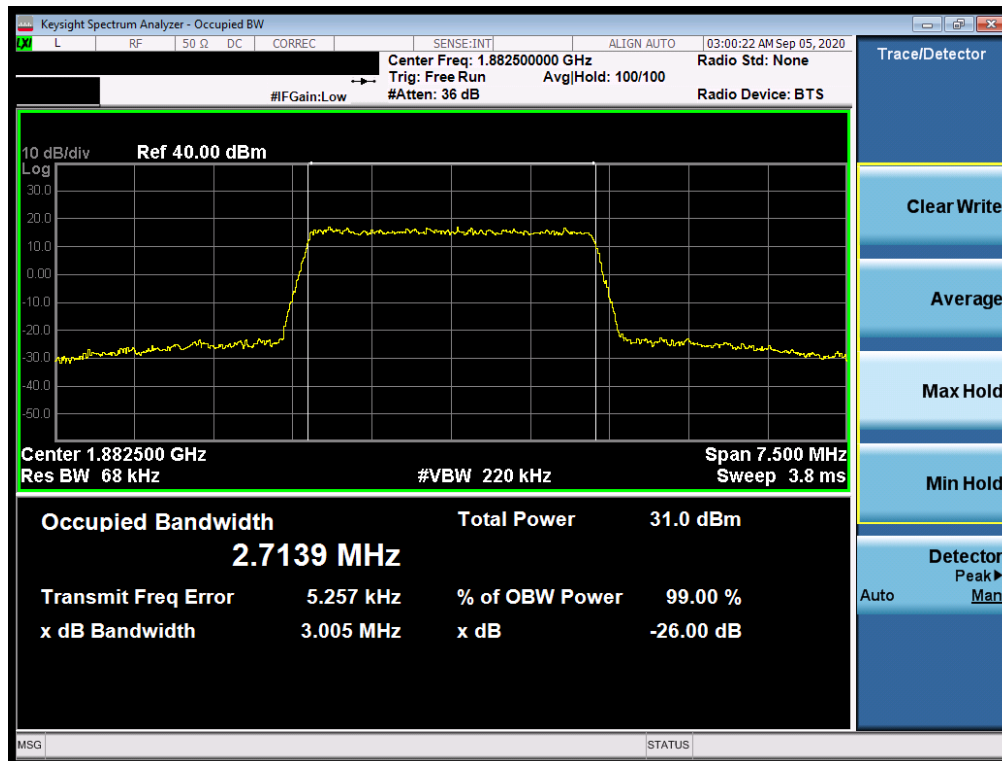 Keysight Spectrum Analyzer - Occupied BW
LXI L RF 50 Ω DC CORREC SENSE:INT ALIGN AUTO 03:00:22 AM Sep 05, 2020
Center Freq: 1.882500000 GHz Radio Std: None
Trig: Free Run Avg|Hold: 100/100
#IFGain:Low #Atten: 36 dB Radio Device: BTS
10 dB/div Ref 40.00 dBm
Log
30.0
20.0
10.0
0.00
-10.0
-20.0
-30.0
-40.0
-50.0
Center 1.882500 GHz Span 7.500 MHz
Res BW 68 kHz #VBW 220 kHz Sweep 3.8 ms
Occupied Bandwidth Total Power 31.0 dBm
2.7139 MHz
Transmit Freq Error 5.257 kHz % of OBW Power 99.00 %
x dB Bandwidth 3.005 MHz x dB -26.00 dB
MSG STATUS
Trace/Detector
Clear Write
Average
Max Hold
Min Hold
Detector
Peak▶
Auto Man